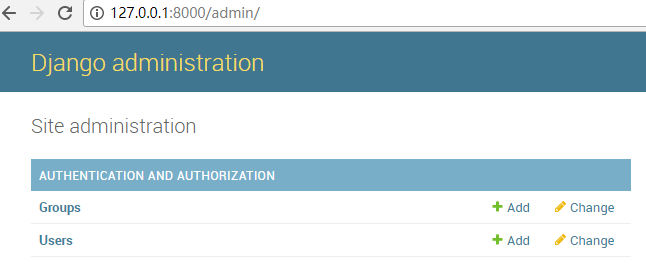 127.0.0.1:8000/admin/
Django administration
Site administration
AUTHENTICATION AND AUTHORIZATION
Groups Add Change
Users Add Change